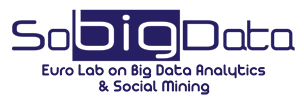 SobigData
Euro Lab on Big Data Analytics
& Social Mining